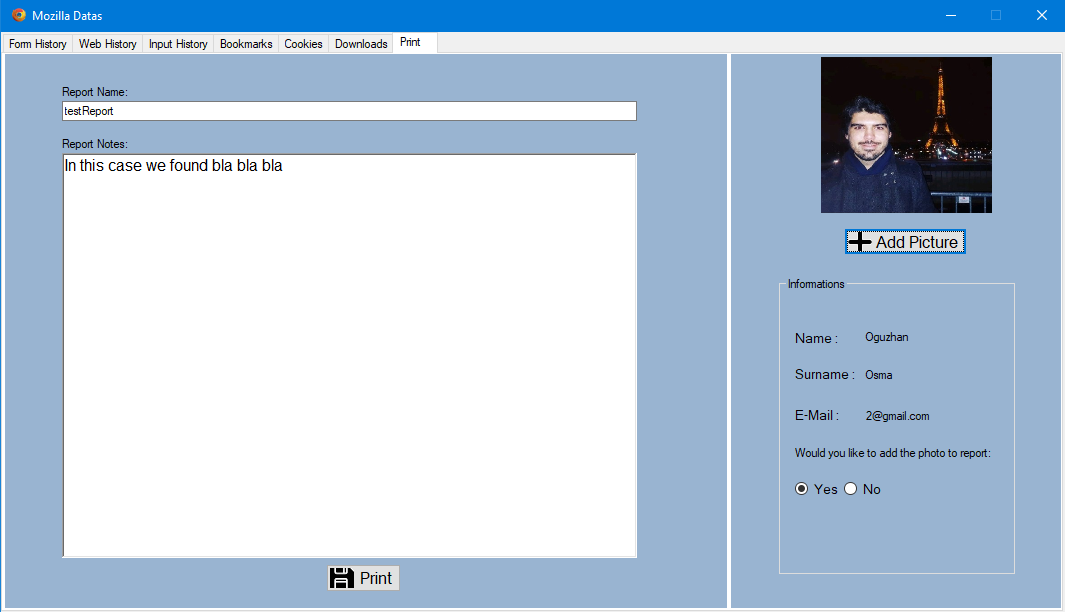 Mozilla Datas
Form History Web History Input History Bookmarks Cookies Downloads Print
Report Name:
testReport
Report Notes:
In this case we found bla bla bla
Print
Add Picture
Informations
Name : Oguzhan
Surname : Osma
E-Mail : 2@gmail.com
Would you like to add the photo to report:
Yes No